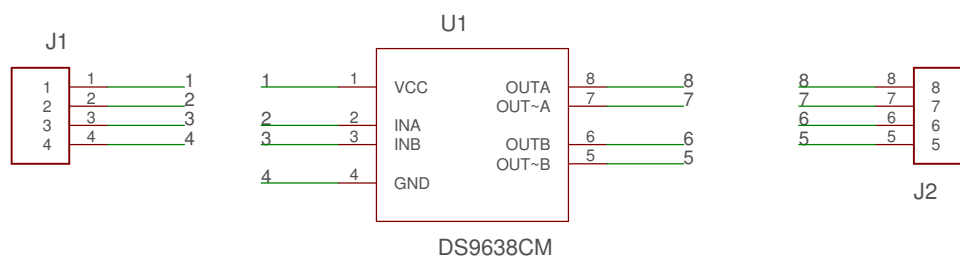 U1
J1
1 1 1
2 2 2
3 3 3
4 4 4
1 1 VCC OUTA 8 8
OUT~A 7 7
2 2 INA
3 3 INB OUTB 6 6
OUT~B 5 5
4 4 GND
8 8 8
7 7 7
6 6 6
5 5 5
J2
DS9638CM